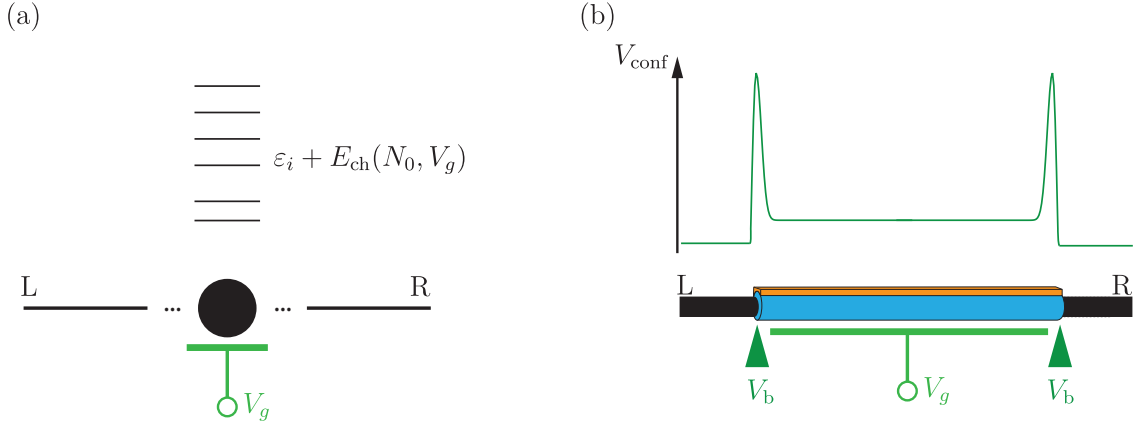 (a)
ε_i + E_ch(N_0, V_g)
L
R
V_g
(b)
V_conf
L
R
V_b
V_g
V_b